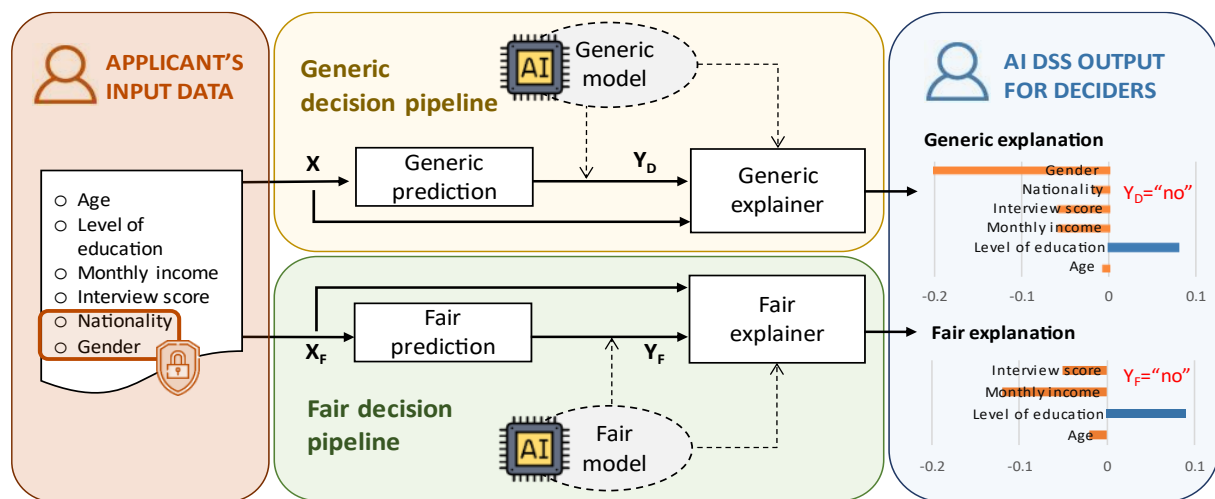 APPLICANT'S
INPUT DATA
○ Age
○ Level of
education
○ Monthly income
○ Interview score
○ Nationality
○ Gender
Generic
decision pipeline
AI
Generic
model
X
Generic
prediction
Y_D
Generic
explainer
X_F
Fair
prediction
Y_F
Fair
explainer
Fair decision
pipeline
AI
Fair
model
AI DSS OUTPUT
FOR DECIDERS
Generic explanation
Gender
Nationality
Y_D="no"
Interview score
Monthly income
Level of education
Age
-0.2 -0.1 0 0.1
Fair explanation
Interview score
Y_F="no"
Monthly income
Level of education
Age
-0.2 -0.1 0 0.1